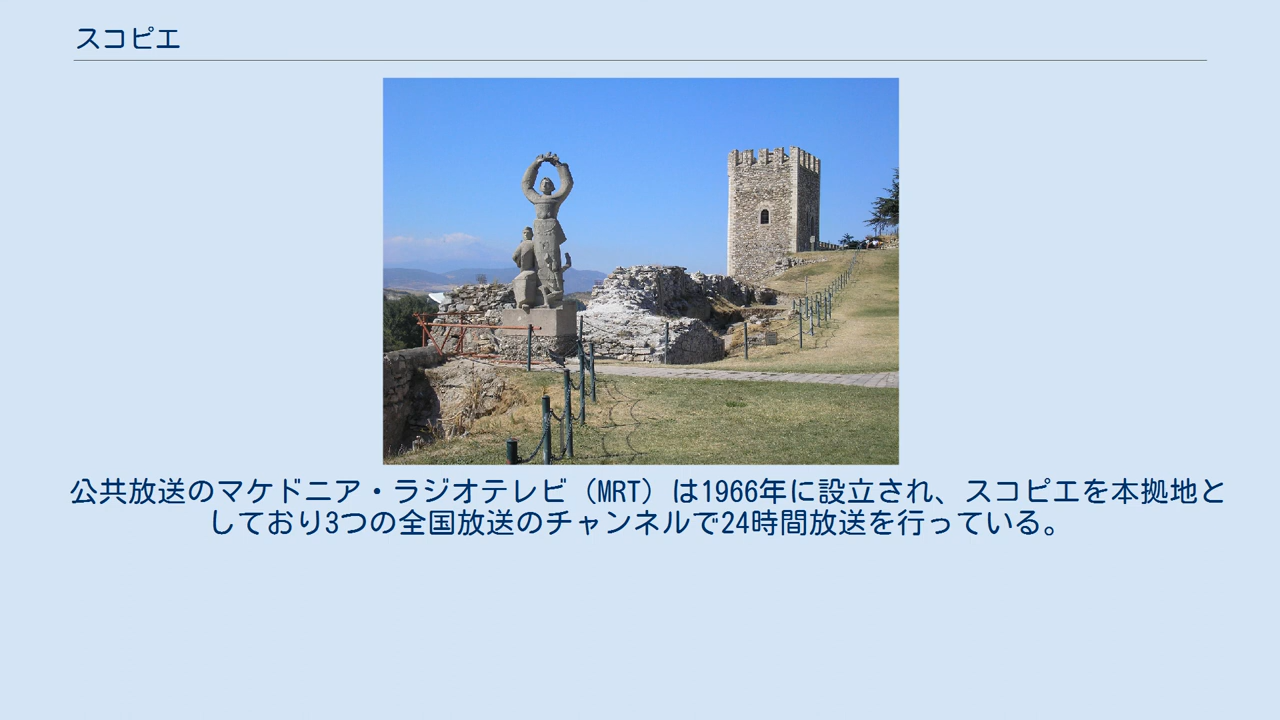 スコピエ
公共放送のマケドニア・ラジオテレビ（MRT）は1966年に設立され、スコピエを本拠地と
しており3つの全国放送のチャンネルで24時間放送を行っている。